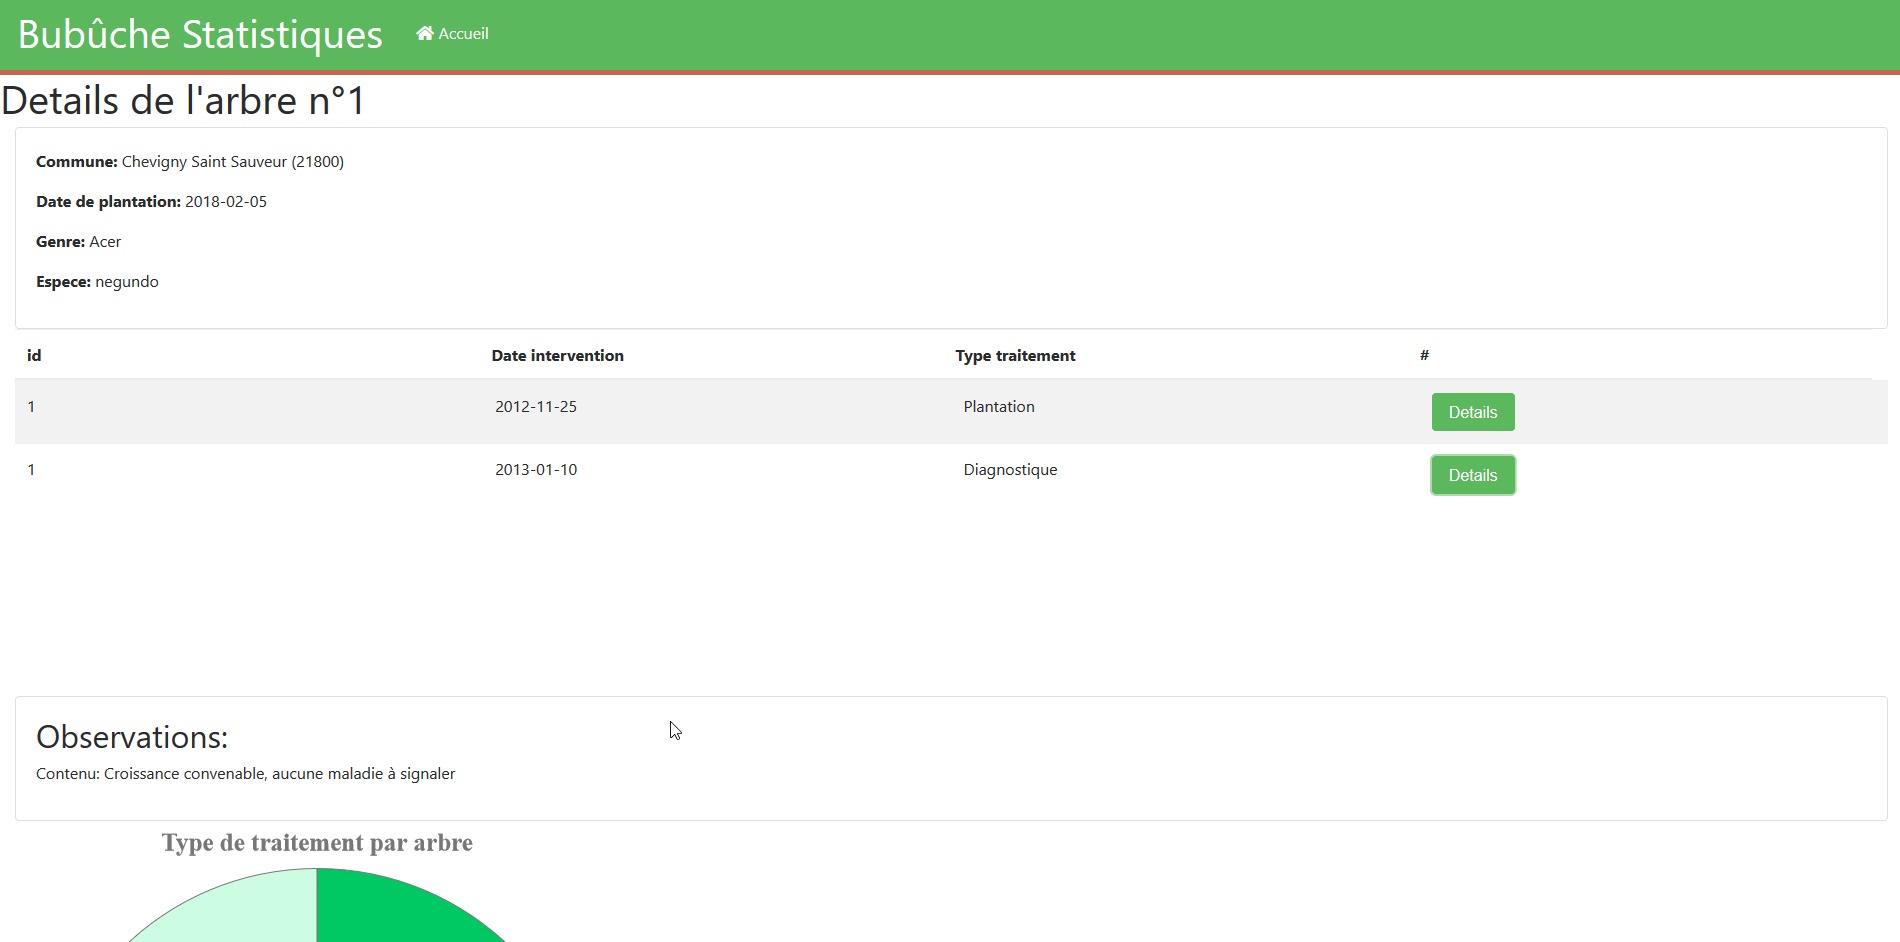 Bubûche Statistiques Accueil
Details de l'arbre n°1
Commune: Chevigny Saint Sauveur (21800)
Date de plantation: 2018-02-05
Genre: Acer
Espece: negundo
id Date intervention Type traitement #
1 2012-11-25 Plantation Details
1 2013-01-10 Diagnostique Details
Observations:
Contenu: Croissance convenable, aucune maladie à signaler
Type de traitement par arbre